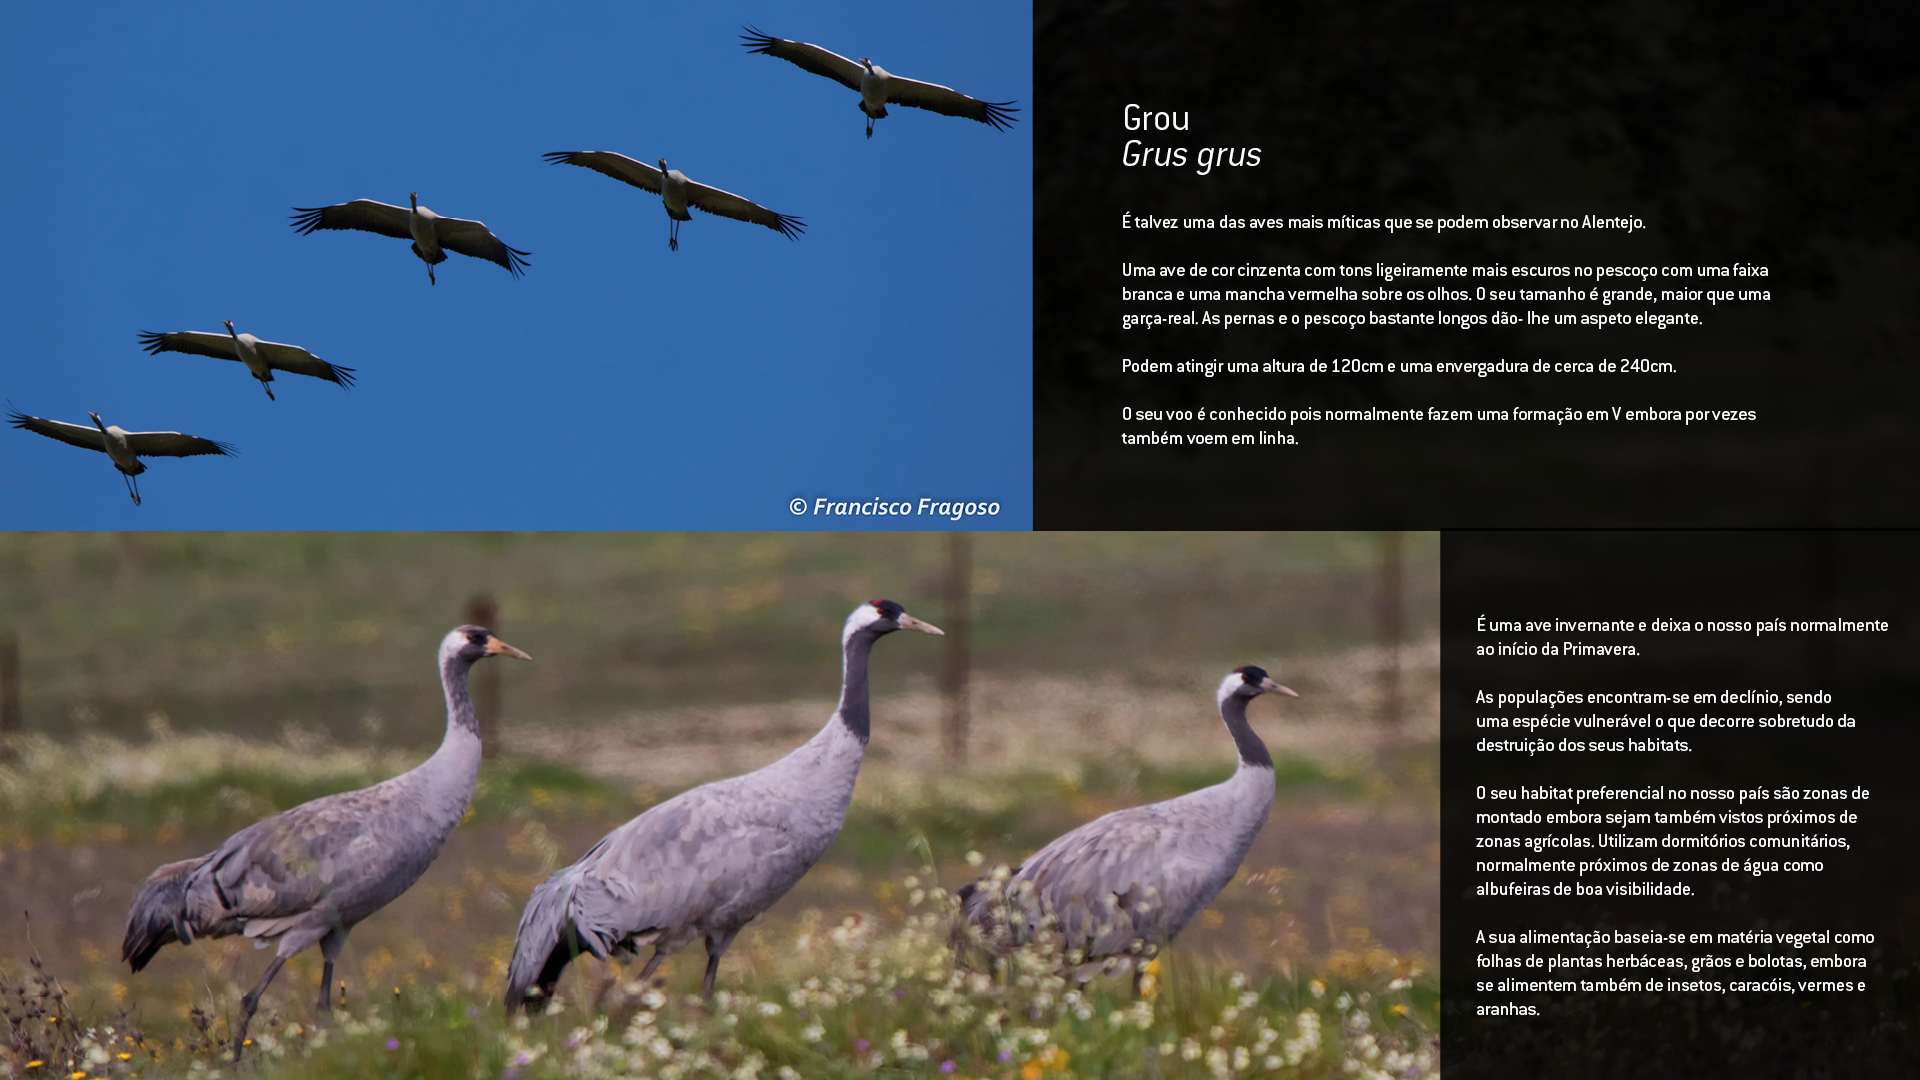 Grou
Grus grus
É talvez uma das aves mais míticas que se podem observar no Alentejo.
Uma ave de cor cinzenta com tons ligeiramente mais escuros no pescoço com uma faixa
branca e uma mancha vermelha sobre os olhos. O seu tamanho é grande, maior que uma
garça-real. As pernas e o pescoço bastante longos dão- lhe um aspeto elegante.
Podem atingir uma altura de 120cm e uma envergadura de cerca de 240cm.
O seu voo é conhecido pois normalmente fazem uma formação em V embora por vezes
também voem em linha.
© Francisco Fragoso
É uma ave invernante e deixa o nosso país normalmente
ao início da Primavera.
As populações encontram-se em declínio, sendo
uma espécie vulnerável o que decorre sobretudo da
destruição dos seus habitats.
O seu habitat preferencial no nosso país são zonas de
montado embora sejam também vistos próximos de
zonas agrícolas. Utilizam dormitórios comunitários,
normalmente próximos de zonas de água como
albufeiras de boa visibilidade.
A sua alimentação baseia-se em matéria vegetal como
folhas de plantas herbáceas, grãos e bolotas, embora
se alimentem também de insetos, caracóis, vermes e
aranhas.